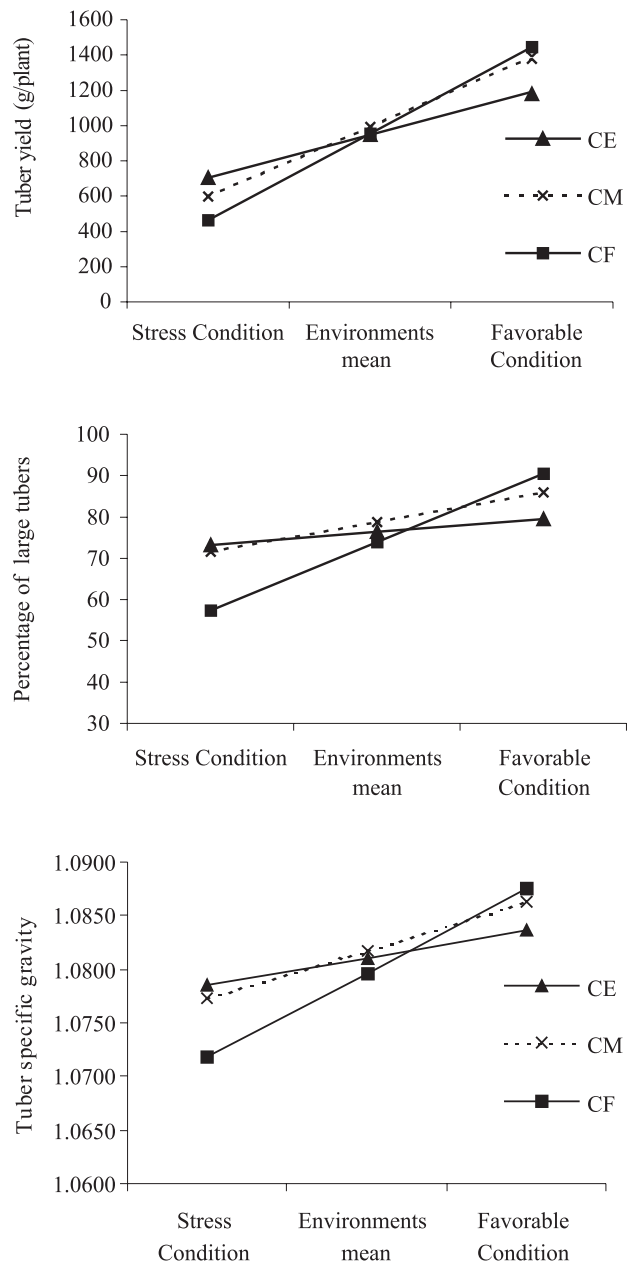 Tuber yield (g/plant)
1600
1400
1200
1000
800
600
400
200
0
CE
CM
CF
Stress Condition
Environments
mean
Favorable
Condition
Percentage of large tubers
100
90
80
70
60
50
40
30
Stress Condition
Environments
mean
Favorable
Condition
Tuber specific gravity
1.0900
1.0850
1.0800
1.0750
1.0700
1.0650
1.0600
CE
CM
CF
Stress
Condition
Environments
mean
Favorable
Condition